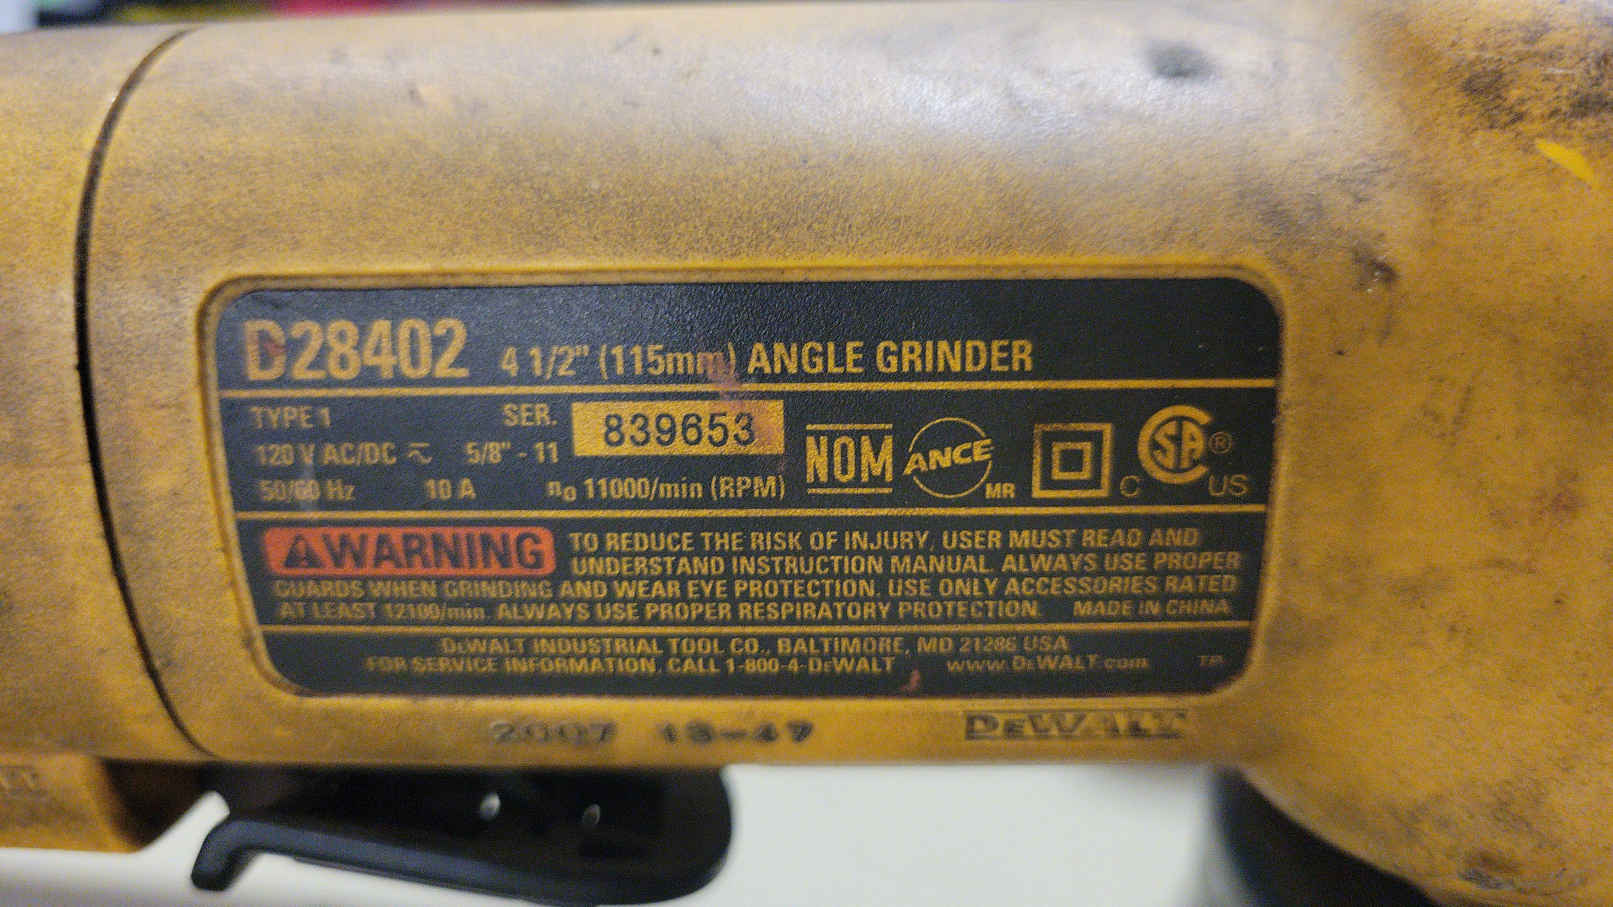 D28402 4 1/2" (115mm) ANGLE GRINDER
TYPE 1 SER. 839653
120 V AC/DC 5/8" - 11
50/60 Hz 10 A n₀ 11000/min (RPM)
NOM ANCE MR C SA® US
WARNING TO REDUCE THE RISK OF INJURY, USER MUST READ AND
UNDERSTAND INSTRUCTION MANUAL. ALWAYS USE PROPER
GUARDS WHEN GRINDING AND WEAR EYE PROTECTION. USE ONLY ACCESSORIES RATED
AT LEAST 12100/min. ALWAYS USE PROPER RESPIRATORY PROTECTION. MADE IN CHINA
DEWALT INDUSTRIAL TOOL CO., BALTIMORE, MD 21286 USA
FOR SERVICE INFORMATION, CALL 1-800-4-DEWALT www.DEWALT.com
2007 DEWALT